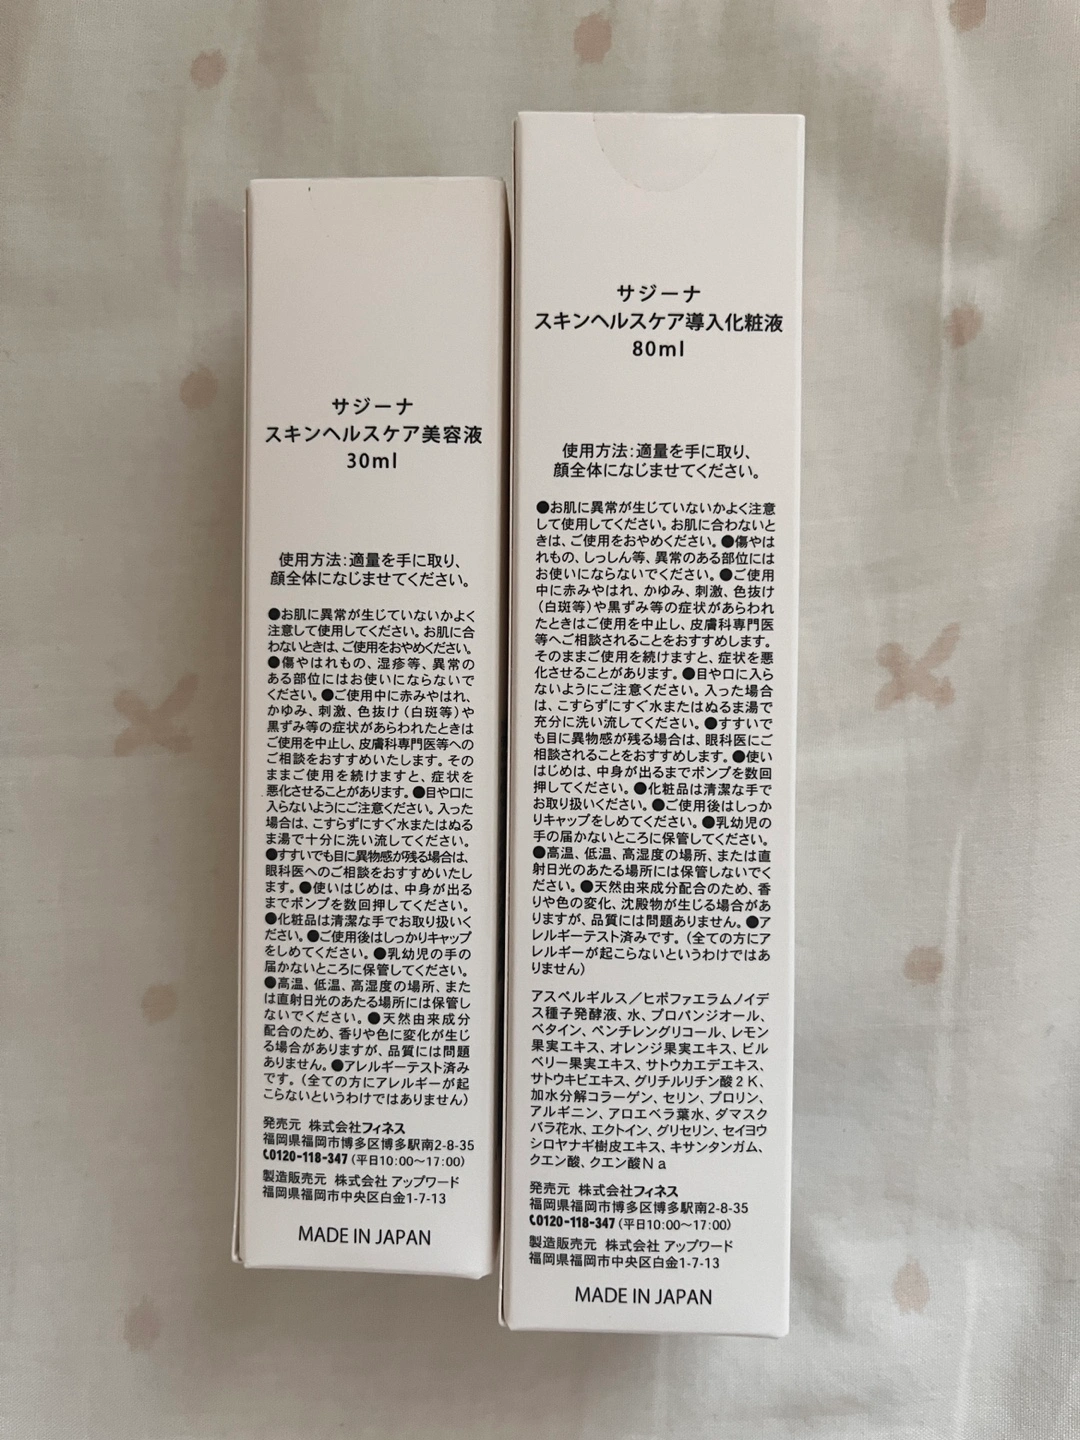 サジーナ
スキンヘルスケア美容液
30ml
使用方法：適量を手に取り、
顔全体になじませてください。
●お肌に異常が生じていないかよく
注意して使用してください。お肌に合
わないときは、ご使用をおやめください。
●傷やはれもの、湿疹等、異常の
ある部位にはお使いにならないで
ください。●ご使用中に赤みやはれ、
かゆみ、刺激、色抜け（白斑等）や
黒ずみ等の症状があらわれたときは
ご使用を中止し、皮膚科専門医等への
ご相談をおすすめいたします。その
ままご使用を続けますと、症状を
悪化させることがあります。●目や口に
入らないようにご注意ください。入った
場合は、こすらずにすぐ水またはぬる
ま湯で十分に洗い流してください。
●すすいでも目に異物感が残る場合は、
眼科医へのご相談をおすすめいたし
ます。●使いはじめは、中身が出る
までポンプを数回押してください。
●化粧品は清潔な手でお取り扱いく
ださい。●ご使用後はしっかりキャップ
をしめてください。●乳幼児の手の
届かないところに保管してください。
●高温、低温、高湿度の場所、また
は直射日光のあたる場所には保管し
ないでください。●天然由来成分
配合のため、香りや色に変化が生じ
る場合がありますが、品質には問題
ありません。●アレルギーテスト済み
です。（全ての方にアレルギーが起
こらないというわけではありません）
発売元 株式会社フィネス
福岡県福岡市博多区博多駅南2-8-35
0120-118-347（平日10:00〜17:00）
製造販売元 株式会社 アップワード
福岡県福岡市中央区白金1-7-13
MADE IN JAPAN
サジーナ
スキンヘルスケア導入化粧液
80ml
使用方法：適量を手に取り、
顔全体になじませてください。
●お肌に異常が生じていないかよく注意
して使用してください。お肌に合わないと
きは、ご使用をおやめください。●傷やは
れもの、しっしん等、異常のある部位には
お使いにならないでください。●ご使用
中に赤みやはれ、かゆみ、刺激、色抜け
（白斑等）や黒ずみ等の症状があらわれ
たときはご使用を中止し、皮膚科専門医
等へご相談されることをおすすめします。
そのままご使用を続けますと、症状を悪
化させることがあります。●目や口に入ら
ないようにご注意ください。入った場合
は、こすらずにすぐ水またはぬるま湯で
充分に洗い流してください。●すすいで
も目に異物感が残る場合は、眼科医にご
相談されることをおすすめします。●使い
はじめは、中身が出るまでポンプを数回
押してください。●化粧品は清潔な手で
お取り扱いください。●ご使用後はしっか
りキャップをしめてください。●乳幼児の
手の届かないところに保管してください。
●高温、低温、高湿度の場所、または直
射日光のあたる場所には保管しないでく
ださい。●天然由来成分配合のため、香
りや色の変化、沈殿物が生じる場合があ
りますが、品質には問題ありません。●ア
レルギーテスト済みです。（全ての方にア
レルギーが起こらないというわけではあ
りません）
アスペルギルス／ヒポファエラムノイデ
ス種子発酵液、水、プロパンジオール、
ベタイン、ペンチレングリコール、レモン
果実エキス、オレンジ果実エキス、ビル
ベリー果実エキス、サトウカエデエキス、
サトウキビエキス、グリチルリチン酸２Ｋ、
加水分解コラーゲン、セリン、プロリン、
アルギニン、アロエベラ葉水、ダマスク
バラ花水、エクトイン、グリセリン、セイヨウ
シロヤナギ樹皮エキス、キサンタンガム、
クエン酸、クエン酸Ｎａ
発売元 株式会社フィネス
福岡県福岡市博多区博多駅南2-8-35
0120-118-347（平日10:00〜17:00）
製造販売元 株式会社 アップワード
福岡県福岡市中央区白金1-7-13
MADE IN JAPAN